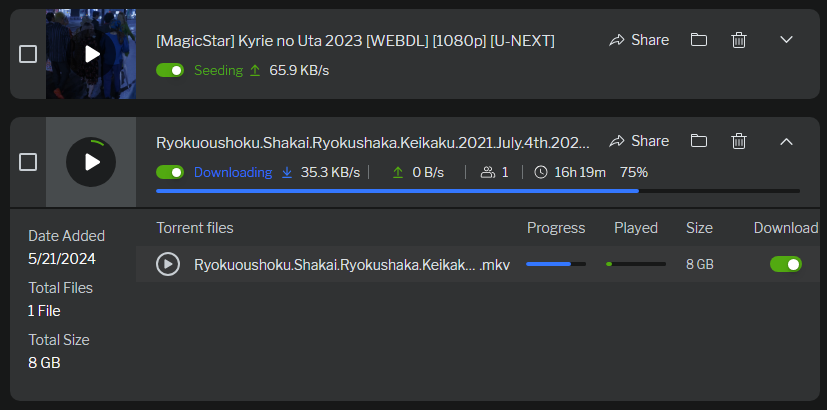 [MagicStar] Kyrie no Uta 2023 [WEBDL] [1080p] [U-NEXT]
Share
Seeding 65.9 KB/s
Ryokuoushoku.Shakai.Ryokushaka.Keikaku.2021.July.4th.202...
Share
Downloading 35.3 KB/s 0 B/s 1 16h 19m 75%
Date Added
5/21/2024
Total Files
1 File
Total Size
8 GB
Torrent files Progress Played Size Download
Ryokuoushoku.Shakai.Ryokushaka.Keikak... .mkv 8 GB